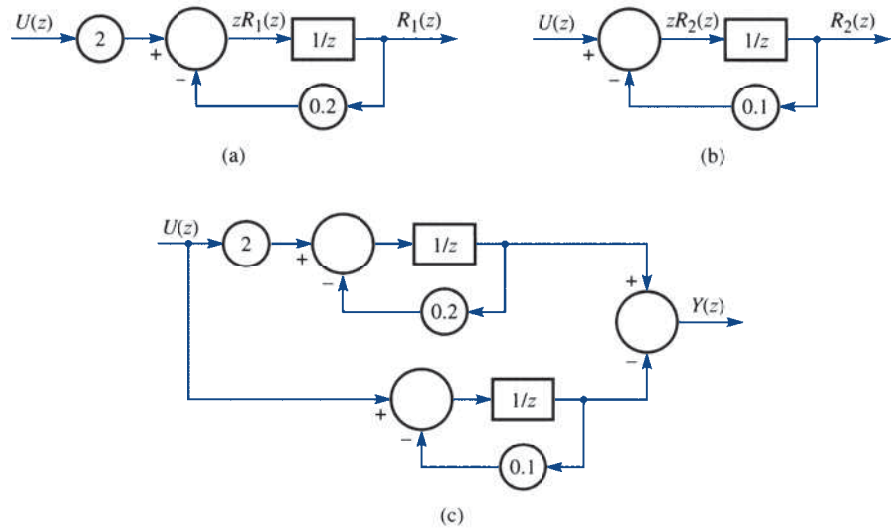 U(z) 2 + − zR₁(z) 1/z R₁(z) 0.2
(a)
U(z) + − zR₂(z) 1/z R₂(z) 0.1
(b)
U(z)
2 + − 1/z + Y(z)
0.2 −
+ − 1/z
0.1
(c)